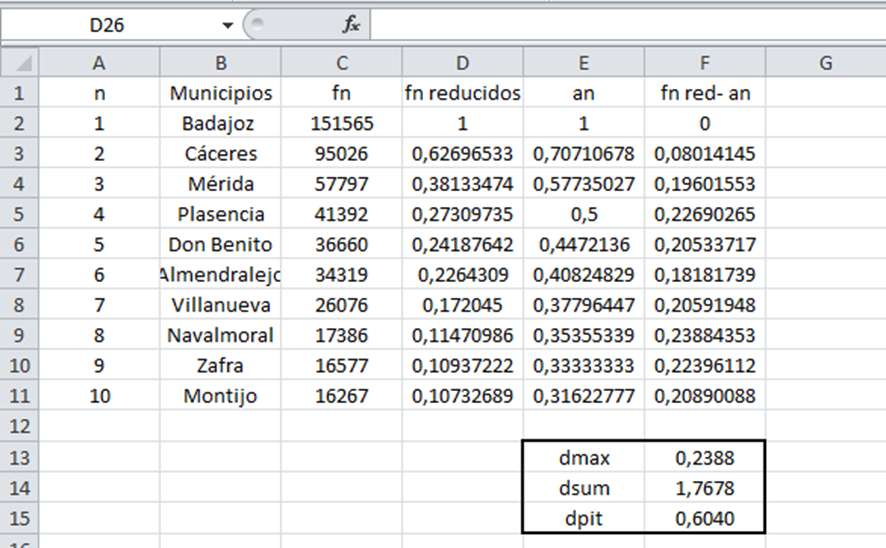 D26 fx
A B C D E F G
1 n Municipios fn fn reducidos an fn red- an
2 1 Badajoz 151565 1 1 0
3 2 Cáceres 95026 0,62696533 0,70710678 0,08014145
4 3 Mérida 57797 0,38133474 0,57735027 0,19601553
5 4 Plasencia 41392 0,27309735 0,5 0,22690265
6 5 Don Benito 36660 0,24187642 0,4472136 0,20533717
7 6 Almendralejo 34319 0,2264309 0,40824829 0,18181739
8 7 Villanueva 26076 0,172045 0,37796447 0,20591948
9 8 Navalmoral 17386 0,11470986 0,35355339 0,23884353
10 9 Zafra 16577 0,10937222 0,33333333 0,22396112
11 10 Montijo 16267 0,10732689 0,31622777 0,20890088
12
13 dmax 0,2388
14 dsum 1,7678
15 dpit 0,6040
16